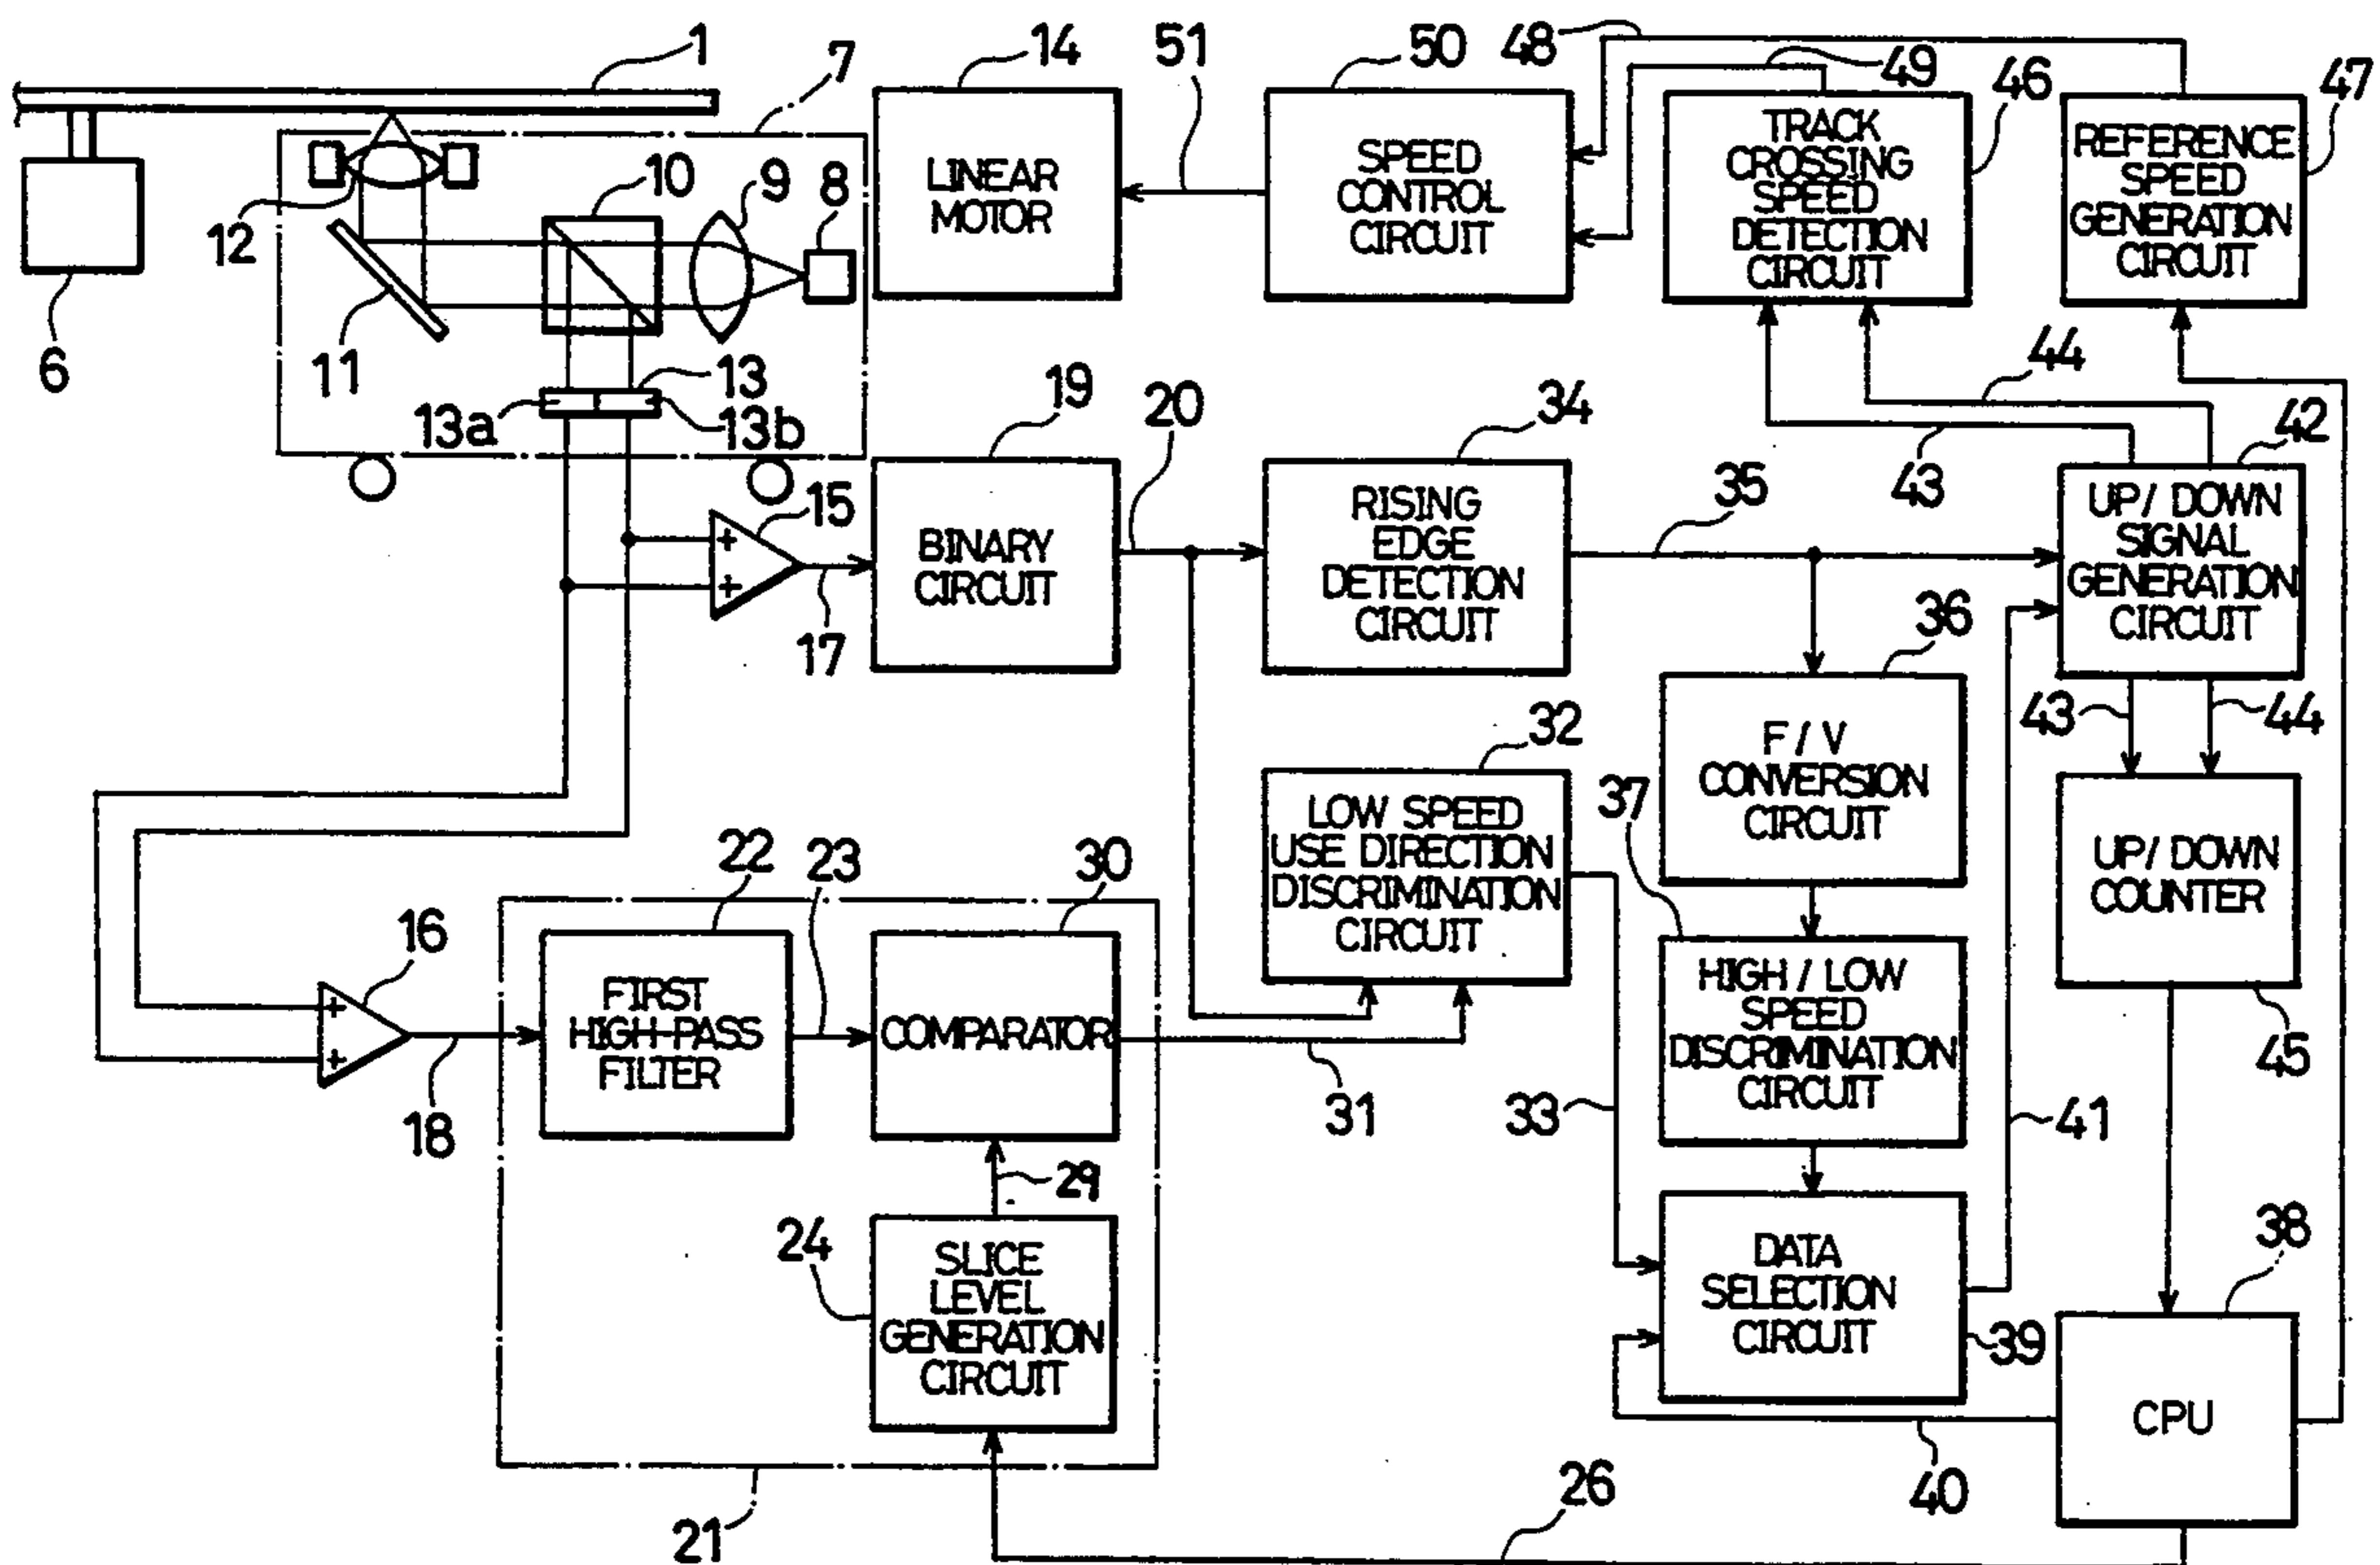 1
7
14
51
50
48
49
46
47
6
12
11
10
9
8
13
13a
13b
LINEAR
MOTOR
SPEED
CONTROL
CIRCUIT
TRACK
CROSSING
SPEED
DETECTION
CIRCUIT
REFERENCE
SPEED
GENERATION
CIRCUIT
44
43
42
19
20
34
35
15
17
BINARY
CIRCUIT
RISING
EDGE
DETECTION
CIRCUIT
UP/DOWN
SIGNAL
GENERATION
CIRCUIT
+
+
36
43
44
32
F/V
CONVERSION
CIRCUIT
37
LOW SPEED
USE DIRECTION
DISCRIMINATION
CIRCUIT
UP/DOWN
COUNTER
45
22
23
30
16
+
+
18
FIRST
HIGH-PASS
FILTER
COMPARATOR
31
33
HIGH/LOW
SPEED
DISCRIMINATION
CIRCUIT
41
29
24
SLICE
LEVEL
GENERATION
CIRCUIT
DATA
SELECTION
CIRCUIT
39
38
CPU
40
21
26